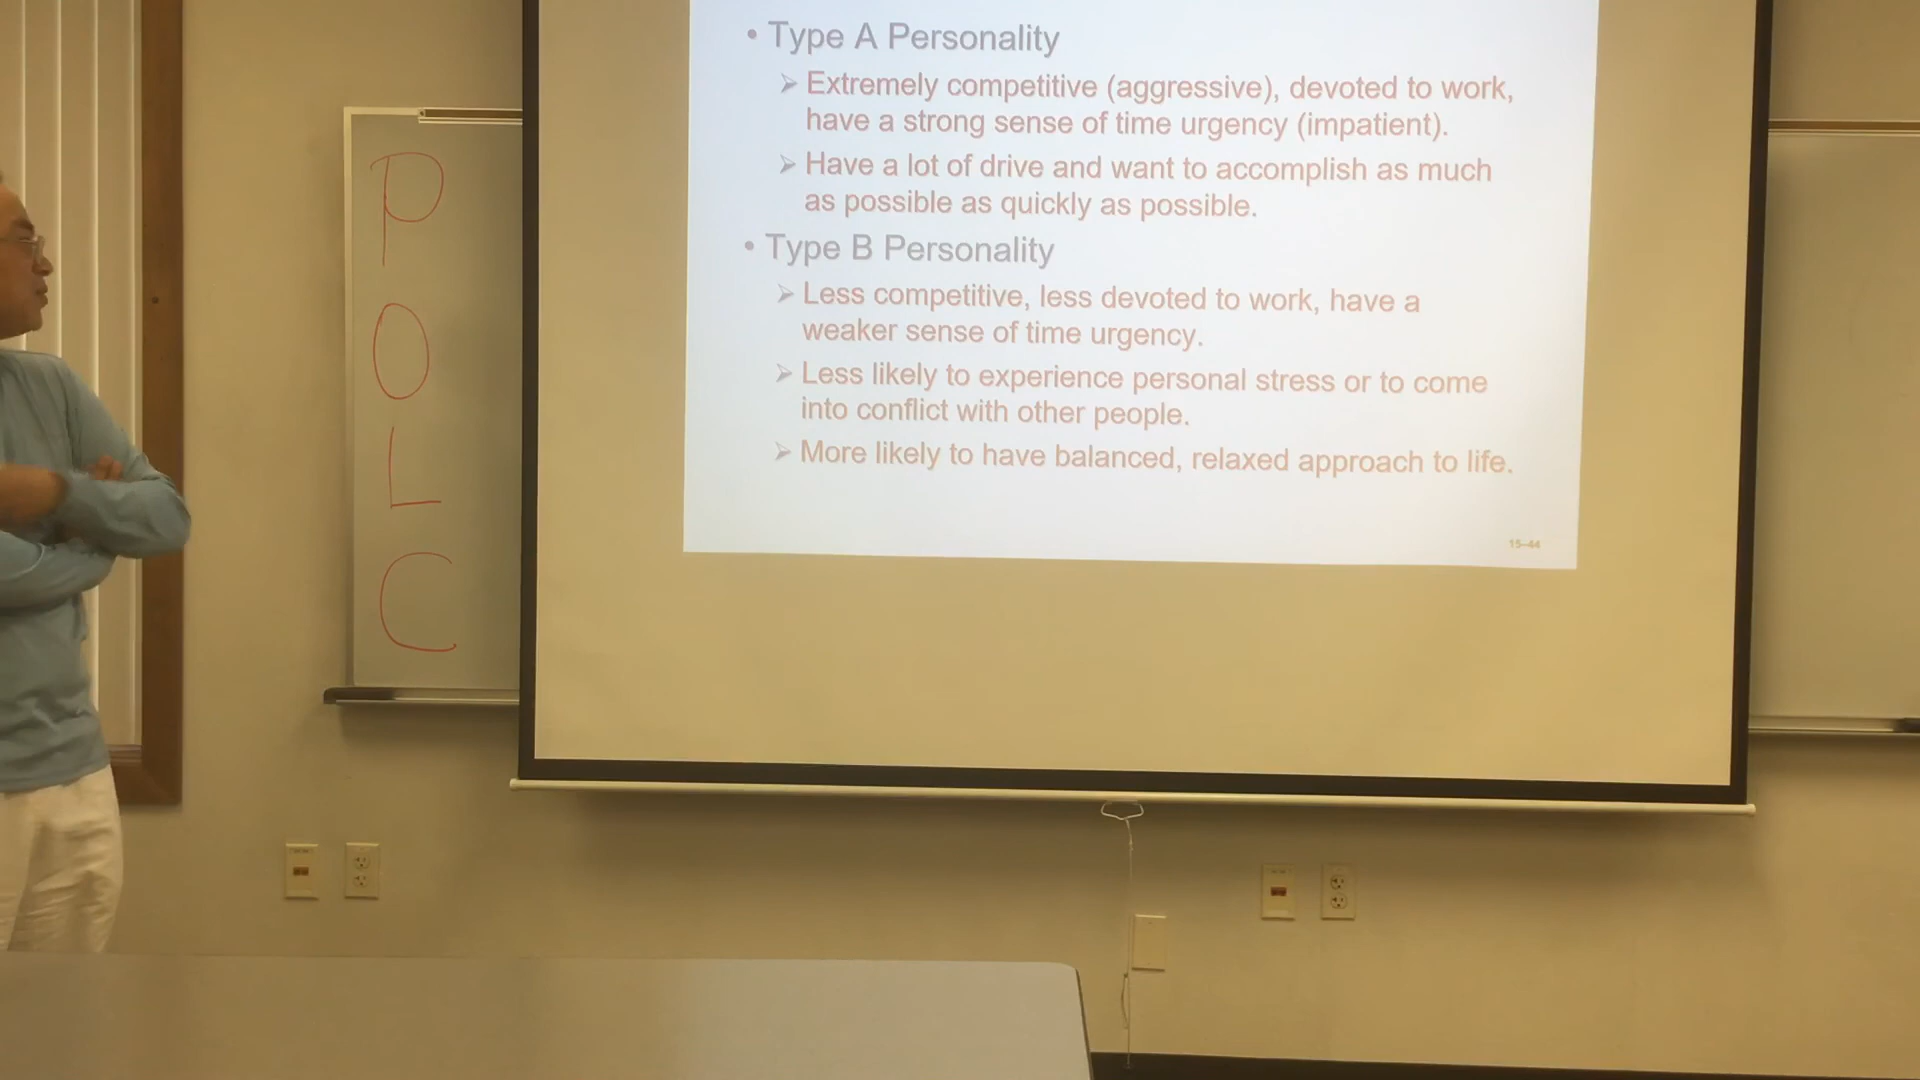 • Type A Personality
➢ Extremely competitive (aggressive), devoted to work,
have a strong sense of time urgency (impatient).
➢ Have a lot of drive and want to accomplish as much
as possible as quickly as possible.
• Type B Personality
➢ Less competitive, less devoted to work, have a
weaker sense of time urgency.
➢ Less likely to experience personal stress or to come
into conflict with other people.
➢ More likely to have balanced, relaxed approach to life.
15–44
P
O
L
C